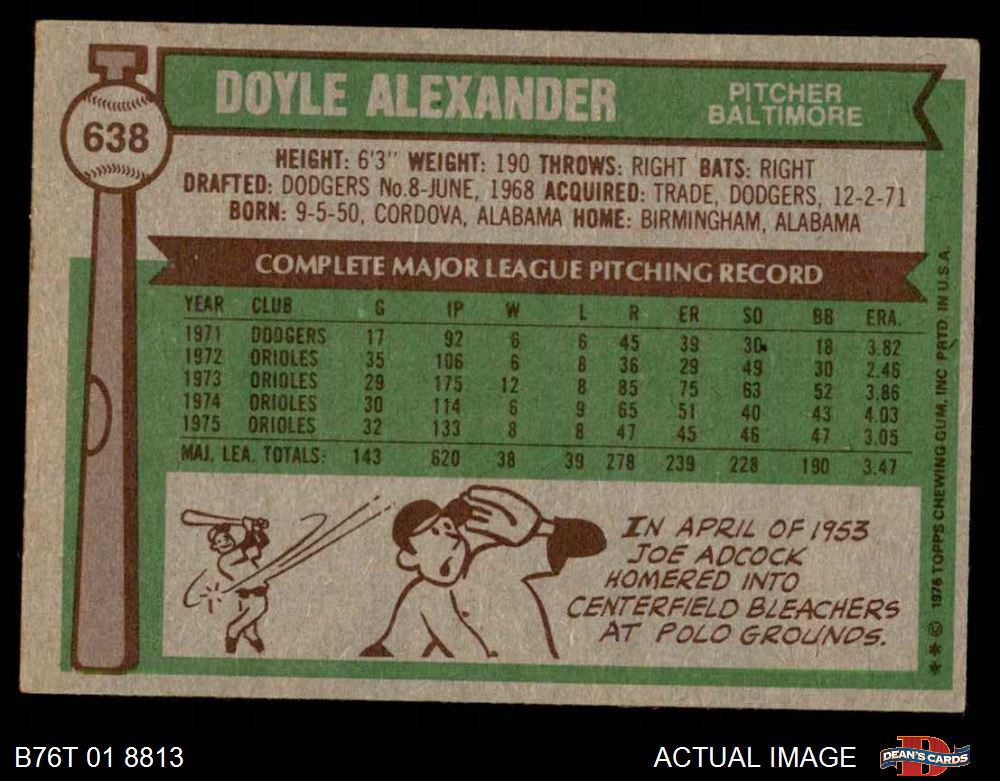 DOYLE ALEXANDER
PITCHER
BALTIMORE
638
HEIGHT: 6'3" WEIGHT: 190 THROWS: RIGHT BATS: RIGHT
DRAFTED: DODGERS No.8-JUNE, 1968 ACQUIRED: TRADE, DODGERS, 12-2-71
BORN: 9-5-50, CORDOVA, ALABAMA HOME: BIRMINGHAM, ALABAMA
COMPLETE MAJOR LEAGUE PITCHING RECORD
YEAR CLUB G IP W L R ER SO BB ERA.
1971 DODGERS 17 92 6 6 45 39 30 18 3.82
1972 ORIOLES 35 106 6 8 36 29 49 30 2.46
1973 ORIOLES 29 175 12 8 85 75 63 52 3.86
1974 ORIOLES 30 114 6 9 65 51 40 43 4.03
1975 ORIOLES 32 133 8 8 47 45 46 47 3.05
MAJ. LEA. TOTALS: 143 620 38 39 278 239 228 190 3.47
IN APRIL OF 1953
JOE ADCOCK
HOMERED INTO
CENTERFIELD BLEACHERS
AT POLO GROUNDS.
** © 1976 TOPPS CHEWING GUM, INC PRTD. IN U.S.A.
B76T 01 8813
ACTUAL IMAGE
DEAN'S CARDS